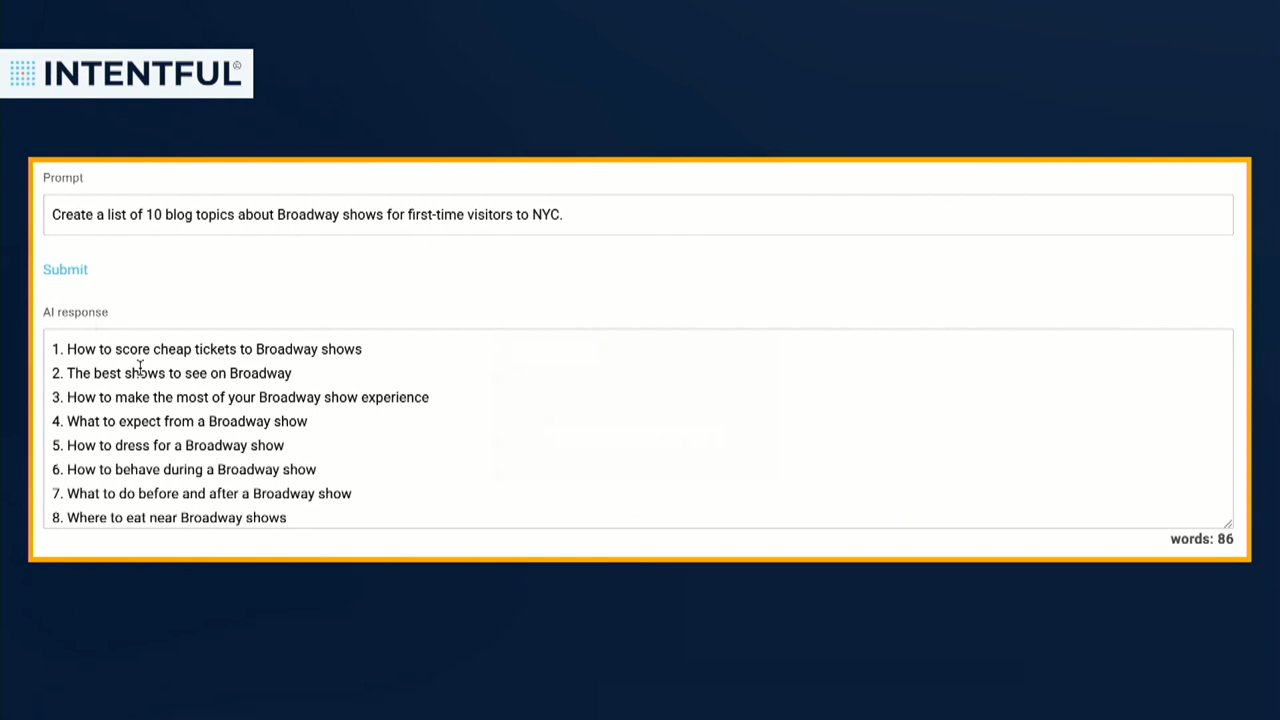 INTENTFUL®
Prompt
Create a list of 10 blog topics about Broadway shows for first-time visitors to NYC.
Submit
AI response
1. How to score cheap tickets to Broadway shows
2. The best shows to see on Broadway
3. How to make the most of your Broadway show experience
4. What to expect from a Broadway show
5. How to dress for a Broadway show
6. How to behave during a Broadway show
7. What to do before and after a Broadway show
8. Where to eat near Broadway shows
words: 86